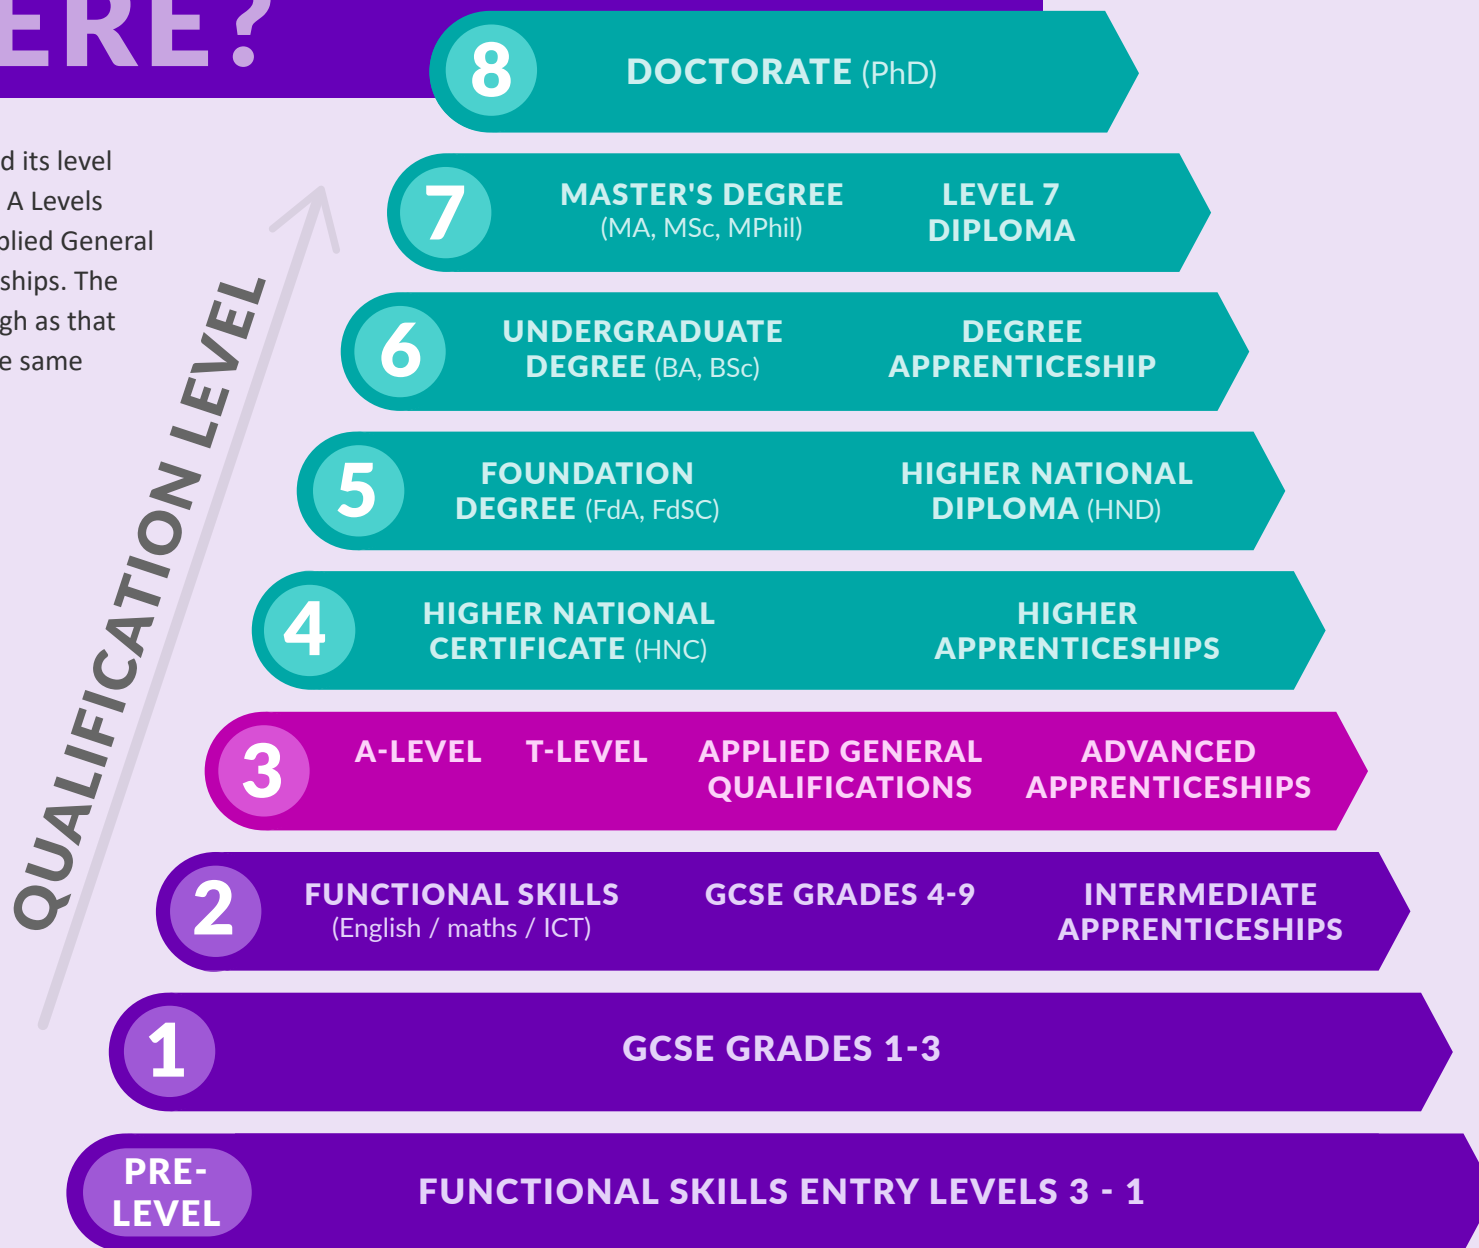 ERE?
8
DOCTORATE (PhD)
d its level
A Levels
plied General
ships. The
gh as that
e same
QUALIFICATION LEVEL
7
MASTER'S DEGREE
(MA, MSc, MPhil)
LEVEL 7
DIPLOMA
6
UNDERGRADUATE
DEGREE (BA, BSc)
DEGREE
APPRENTICESHIP
5
FOUNDATION
DEGREE (FdA, FdSC)
HIGHER NATIONAL
DIPLOMA (HND)
4
HIGHER NATIONAL
CERTIFICATE (HNC)
HIGHER
APPRENTICESHIPS
3
A-LEVEL
T-LEVEL
APPLIED GENERAL
QUALIFICATIONS
ADVANCED
APPRENTICESHIPS
2
FUNCTIONAL SKILLS
(English / maths / ICT)
GCSE GRADES 4-9
INTERMEDIATE
APPRENTICESHIPS
1
GCSE GRADES 1-3
PRE-
LEVEL
FUNCTIONAL SKILLS ENTRY LEVELS 3 - 1